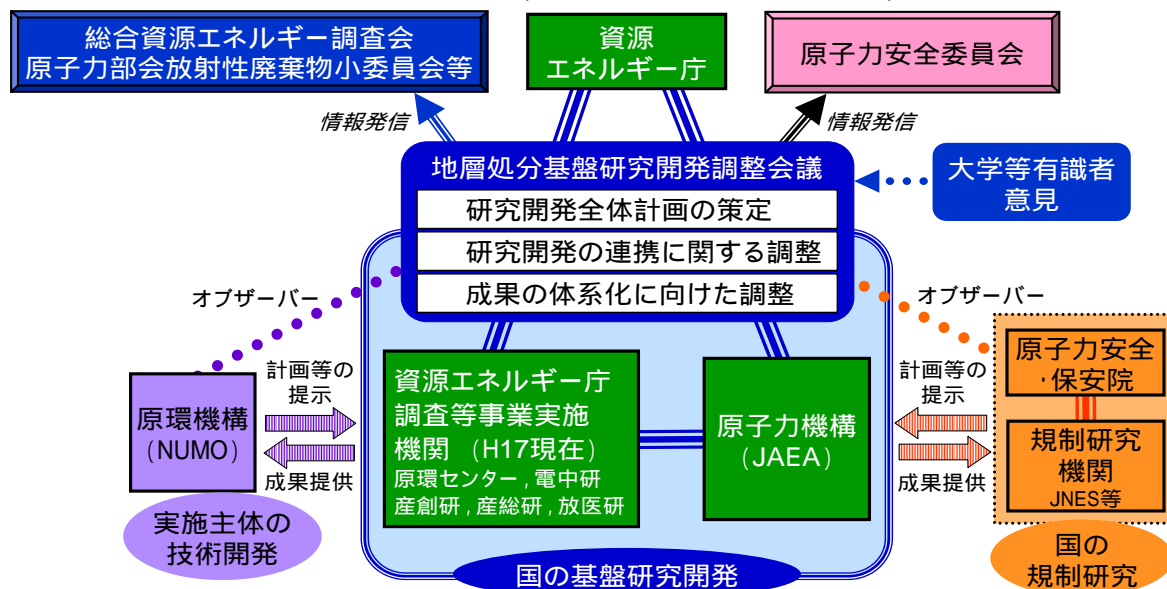 総合資源エネルギー調査会
原子力部会放射性廃棄物小委員会等
資源
エネルギー庁
原子力安全委員会
情報発信
情報発信
地層処分基盤研究開発調整会議
研究開発全体計画の策定
研究開発の連携に関する調整
成果の体系化に向けた調整
大学等有識者
意見
オブザーバー
オブザーバー
原環機構
(NUMO)
計画等の
提示
成果提供
資源エネルギー庁
調査等事業実施
機関 (H17現在)
原環センター,電中研
産創研,産総研,放医研
原子力機構
(JAEA)
計画等の
提示
成果提供
原子力安全
・保安院
規制研究
機関
JNES等
実施主体の
技術開発
国の基盤研究開発
国の
規制研究